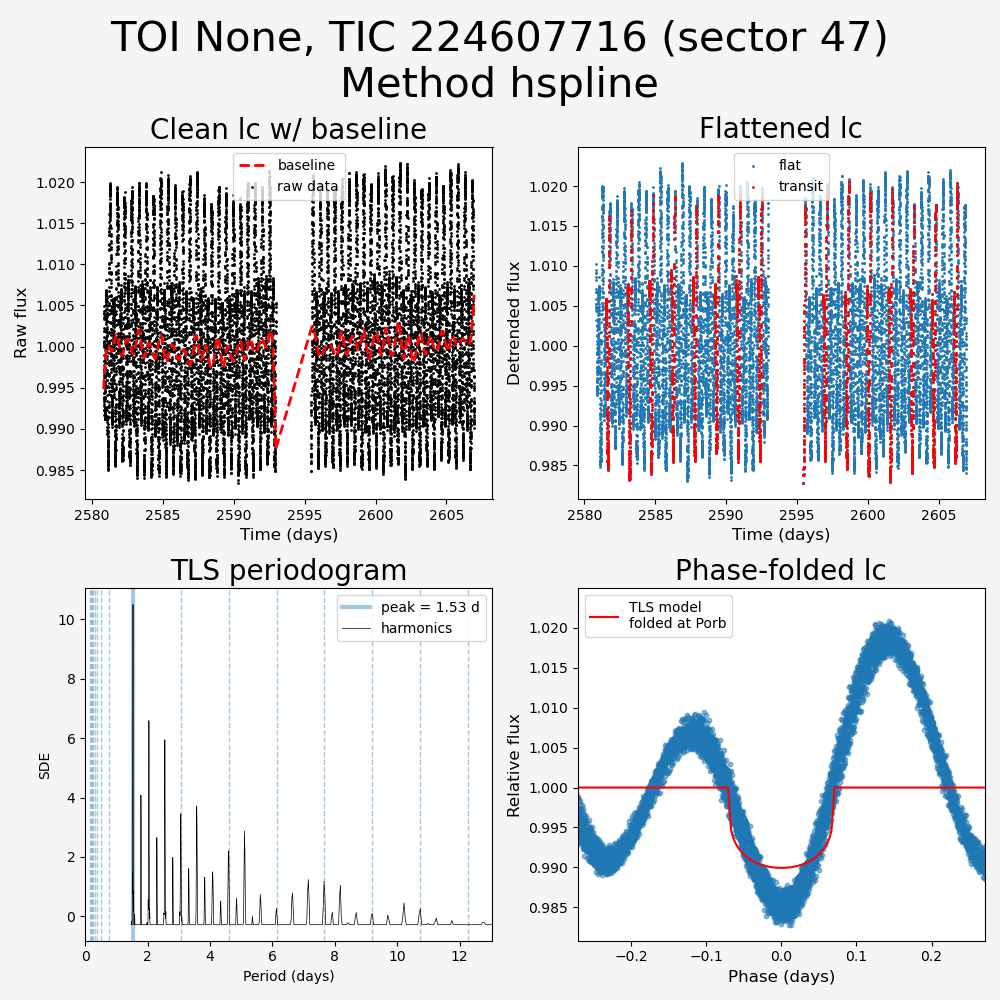 TOI None, TIC 224607716 (sector 47)
Method hspline
Clean lc w/ baseline
baseline
raw data
1.020
1.015
1.010
1.005
1.000
0.995
0.990
0.985
Raw flux
2580
2585
2590
2595
2600
2605
Time (days)
Flattened lc
flat
transit
1.020
1.015
1.010
1.005
1.000
0.995
0.990
0.985
Detrended flux
2580
2585
2590
2595
2600
2605
Time (days)
TLS periodogram
peak = 1.53 d
harmonics
10
8
6
4
2
0
SDE
0
2
4
6
8
10
12
Period (days)
Phase-folded lc
TLS model
folded at Porb
1.020
1.015
1.010
1.005
1.000
0.995
0.990
0.985
Relative flux
−0.2
−0.1
0.0
0.1
0.2
Phase (days)